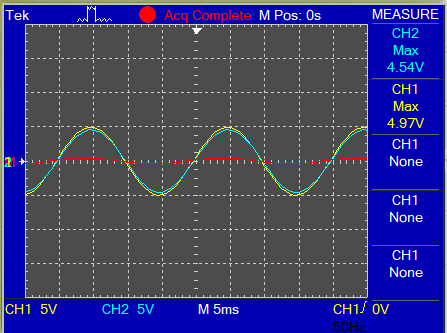 Tek Acq Complete M Pos: 0s MEASURE
CH2
Max
4.54V
CH1
Max
4.97V
CH1
None
CH1
None
CH1
None
CH1 5V CH2 5V M 5ms CH1/ 0V
50Hz